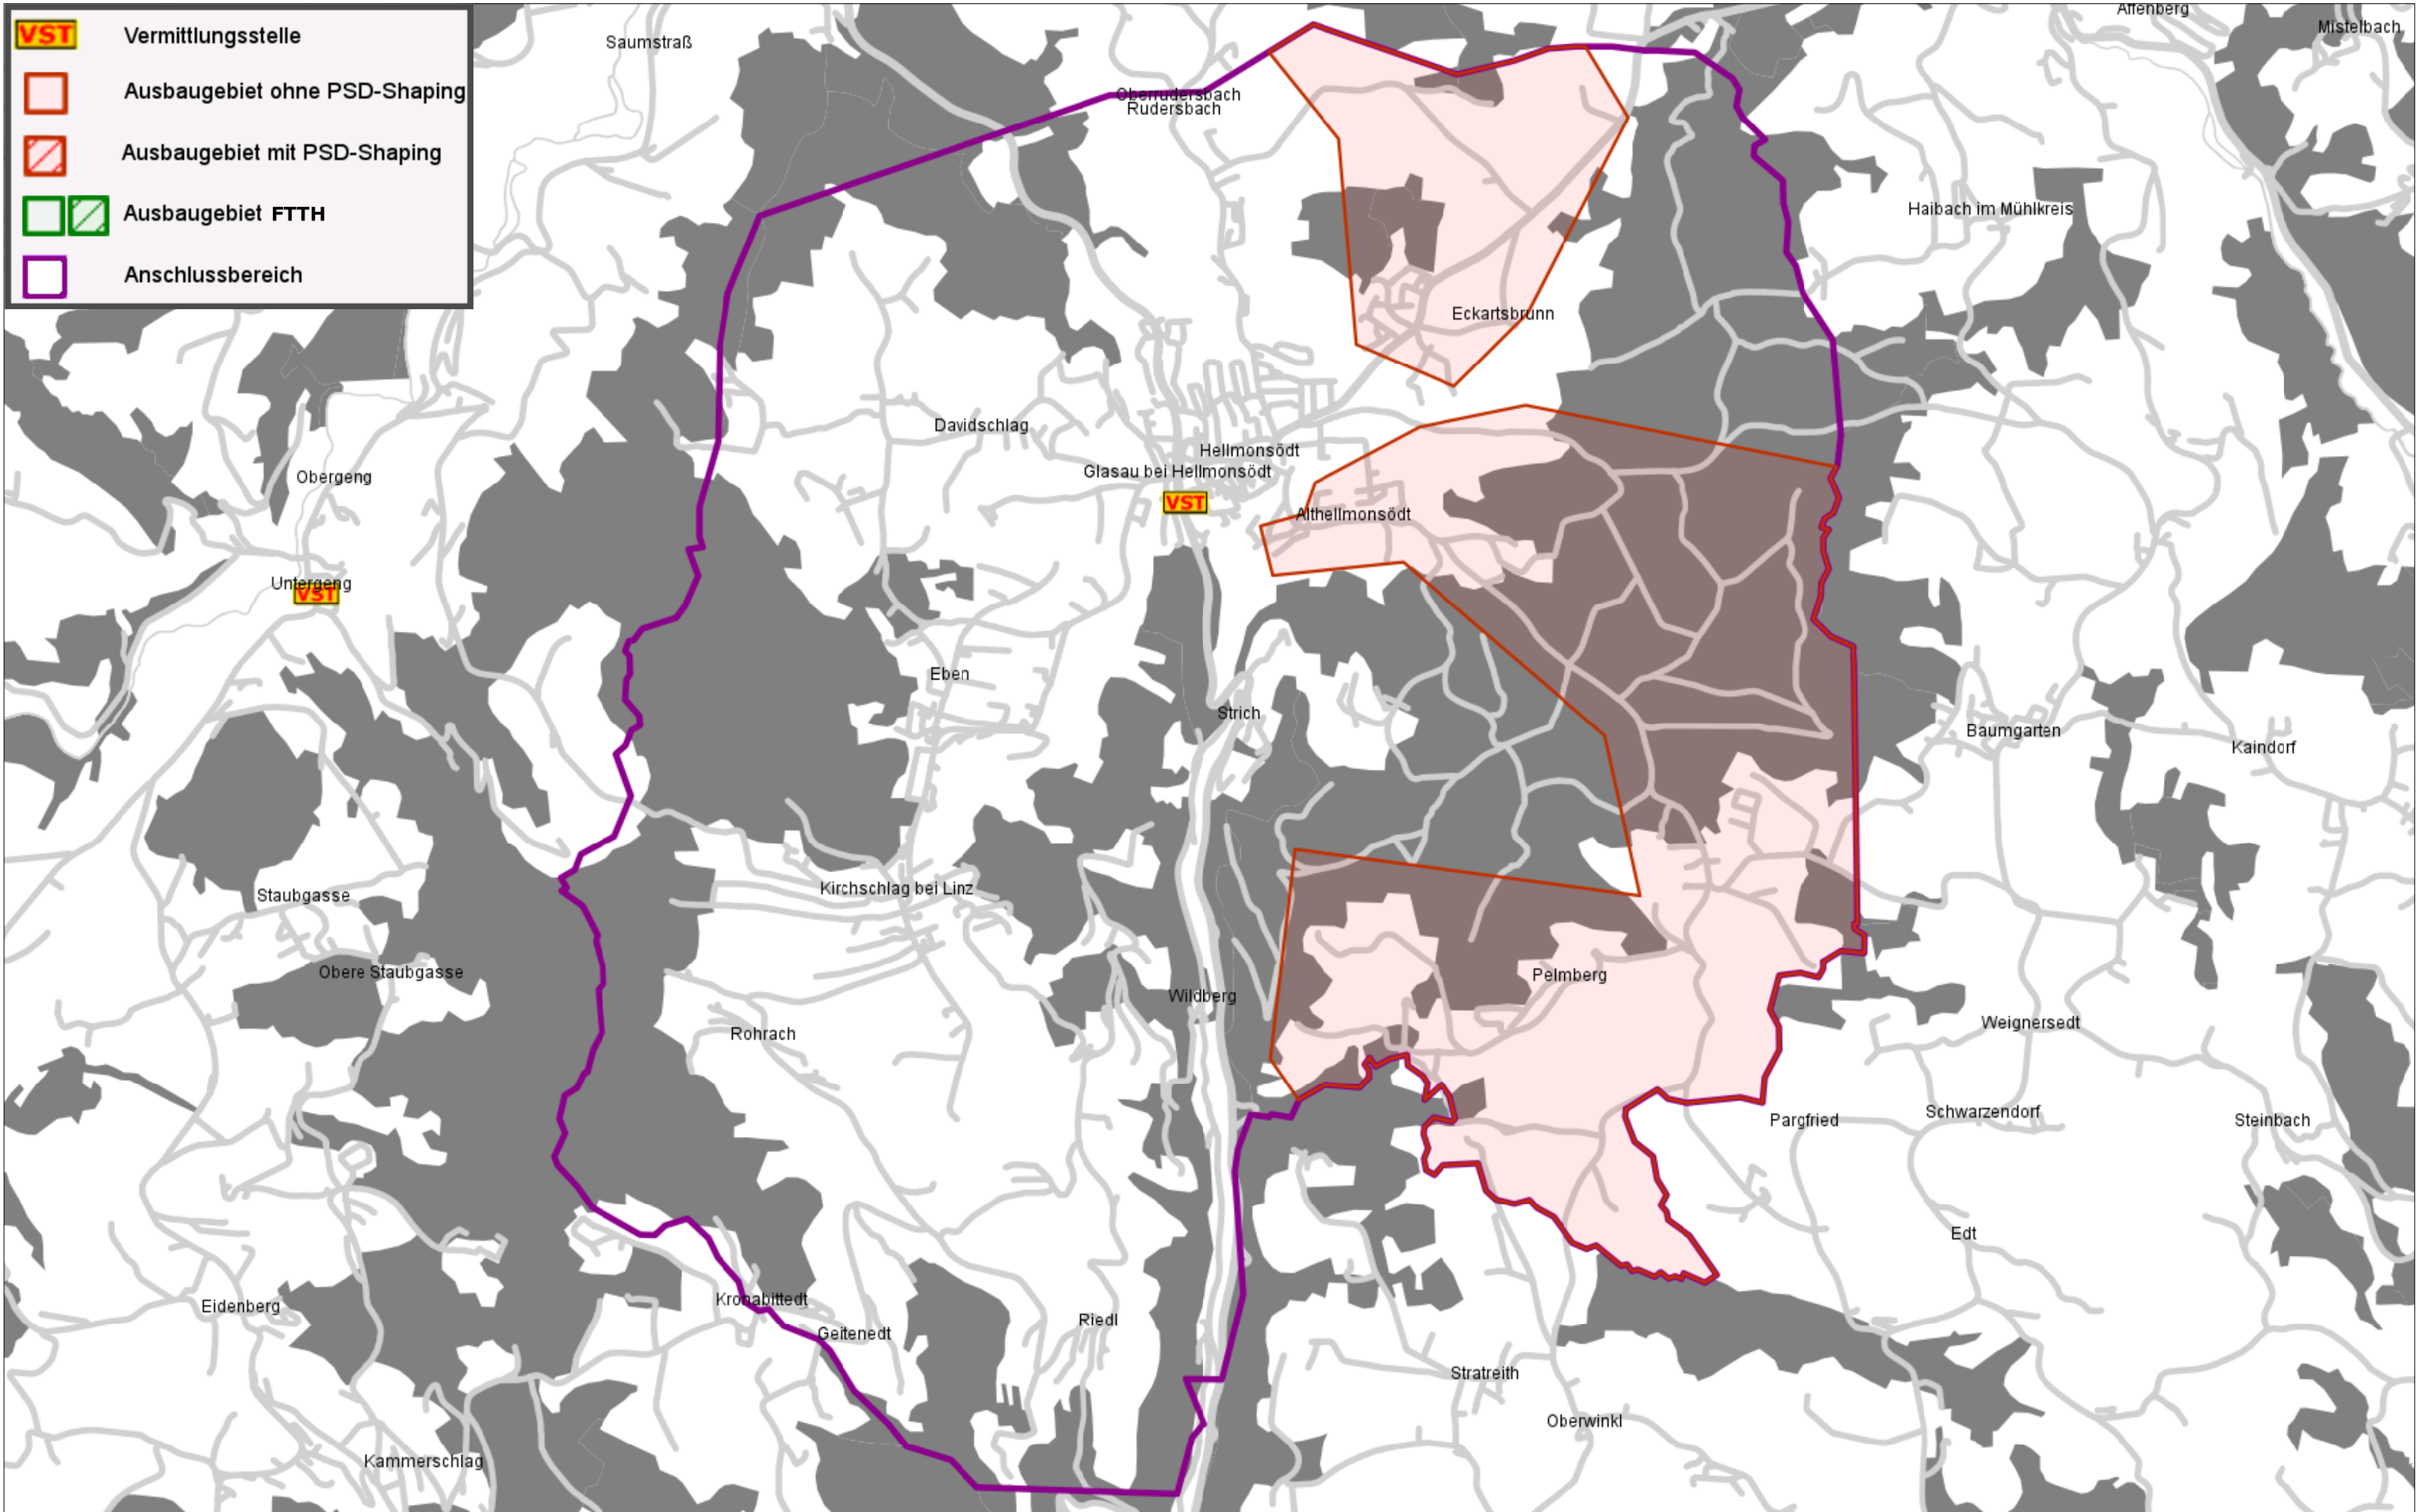 VST Vermittlungsstelle
Ausbaugebiet ohne PSD-Shaping
Ausbaugebiet mit PSD-Shaping
Ausbaugebiet FTTH
Anschlussbereich
Affenberg
Mistelbach
Saumstraß
Oberrudersbach
Rudersbach
Haibach im Mühlkreis
Eckartsbrunn
Davidschlag
Hellmonsödt
Glasau bei Hellmonsödt
VST
Obergeng
Althellmonsödt
Untergeng
VST
Eben
Strich
Baumgarten
Kaindorf
Kirchschlag bei Linz
Staubgasse
Obere Staubgasse
Pelmberg
Wildberg
Rohrach
Weignersedt
Schwarzendorf
Pargfried
Steinbach
Edt
Kronabittedt
Eidenberg
Geitenedt
Riedl
Stratreith
Oberwinkl
Kammerschlag